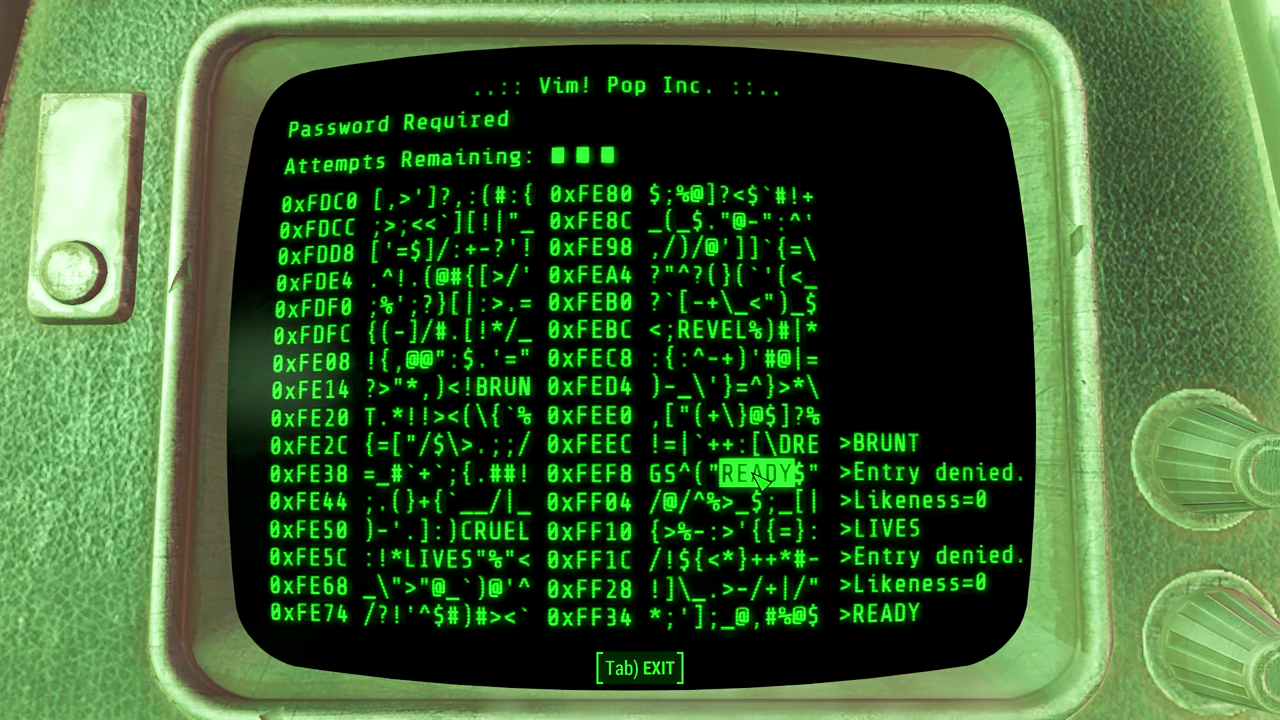 ..:: Vim! Pop Inc. ::..
Password Required
Attempts Remaining: ■ ■ ■
0xFDC0 [,>']?,:(#:{ 0xFE80 $;%@]?<$`#!+
0xFDCC ;>;<<`][!|"_ 0xFE8C _(_$."@-":^'
0xFDD8 ['=$]/:+-?'! 0xFE98 ,/)/@']]`{=\
0xFDE4 .^!.(@#{[>/' 0xFEA4 ?"^?(}(`'(<_
0xFDF0 ;%';?}[|:>.= 0xFEB0 ?`[-+\_<")_$
0xFDFC {(-]/#.[!*/_ 0xFEBC <;REVEL%)#|*
0xFE08 !{,@@":$.'=" 0xFEC8 :{:^-+)'#@|=
0xFE14 ?>"*,)<!BRUN 0xFED4 )-_\'}=^}>*\
0xFE20 T.*!!><(\{`% 0xFEE0 ,["(+\}@$]?%
0xFE2C {=["/$\>.;;/ 0xFEEC !=|`++:[\DRE >BRUNT
0xFE38 =_#`+`;{.##! 0xFEF8 GS^("READY$" >Entry denied.
0xFE44 ;.(}+{`__/|_ 0xFF04 /@/^%>_$;_[| >Likeness=0
0xFE50 )-'.]:)CRUEL 0xFF10 {>%-:>'{{=}: >LIVES
0xFE5C :!*LIVES"%"< 0xFF1C /!${<*}++*#- >Entry denied.
0xFE68 _\">"@_`)@'^ 0xFF28 !]\_.>-/+|/" >Likeness=0
0xFE74 /?!'^$#)#><` 0xFF34 *;'];_@,#%@$ >READY
[Tab) EXIT]